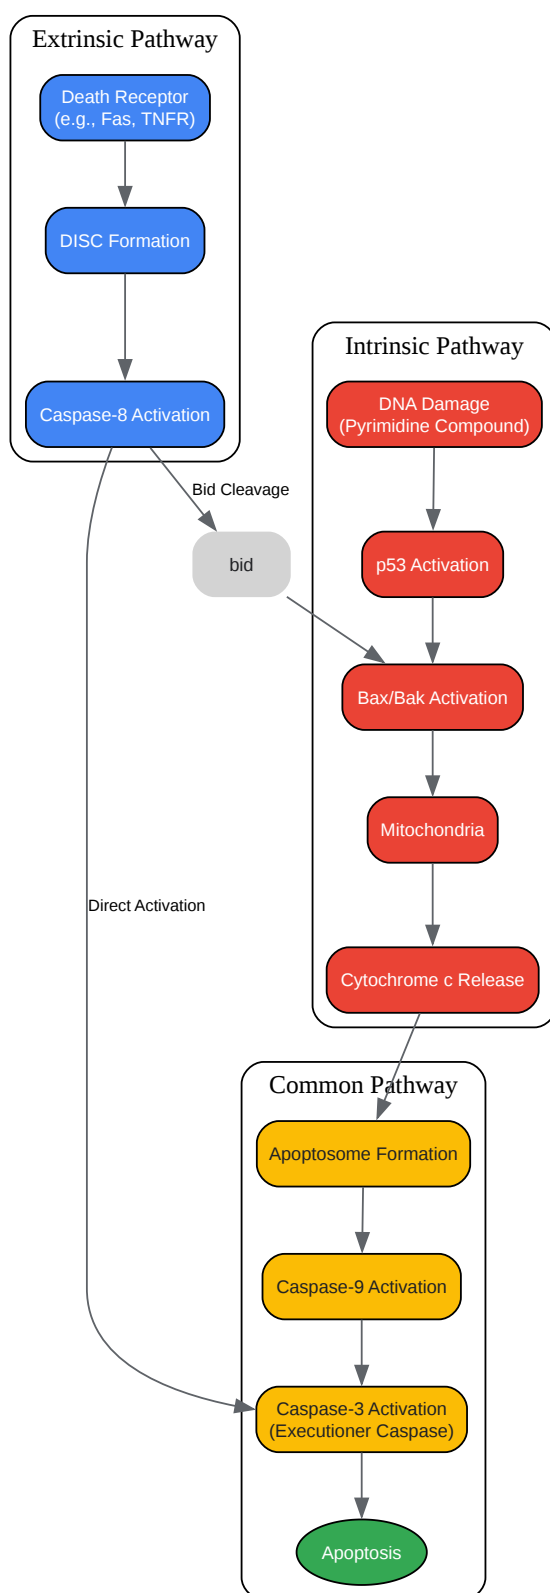 Extrinsic Pathway
Death Receptor
(e.g., Fas, TNFR)
DISC Formation
Caspase-8 Activation
Bid Cleavage
bid
Intrinsic Pathway
DNA Damage
(Pyrimidine Compound)
p53 Activation
Bax/Bak Activation
Mitochondria
Cytochrome c Release
Direct Activation
Common Pathway
Apoptosome Formation
Caspase-9 Activation
Caspase-3 Activation
(Executioner Caspase)
Apoptosis